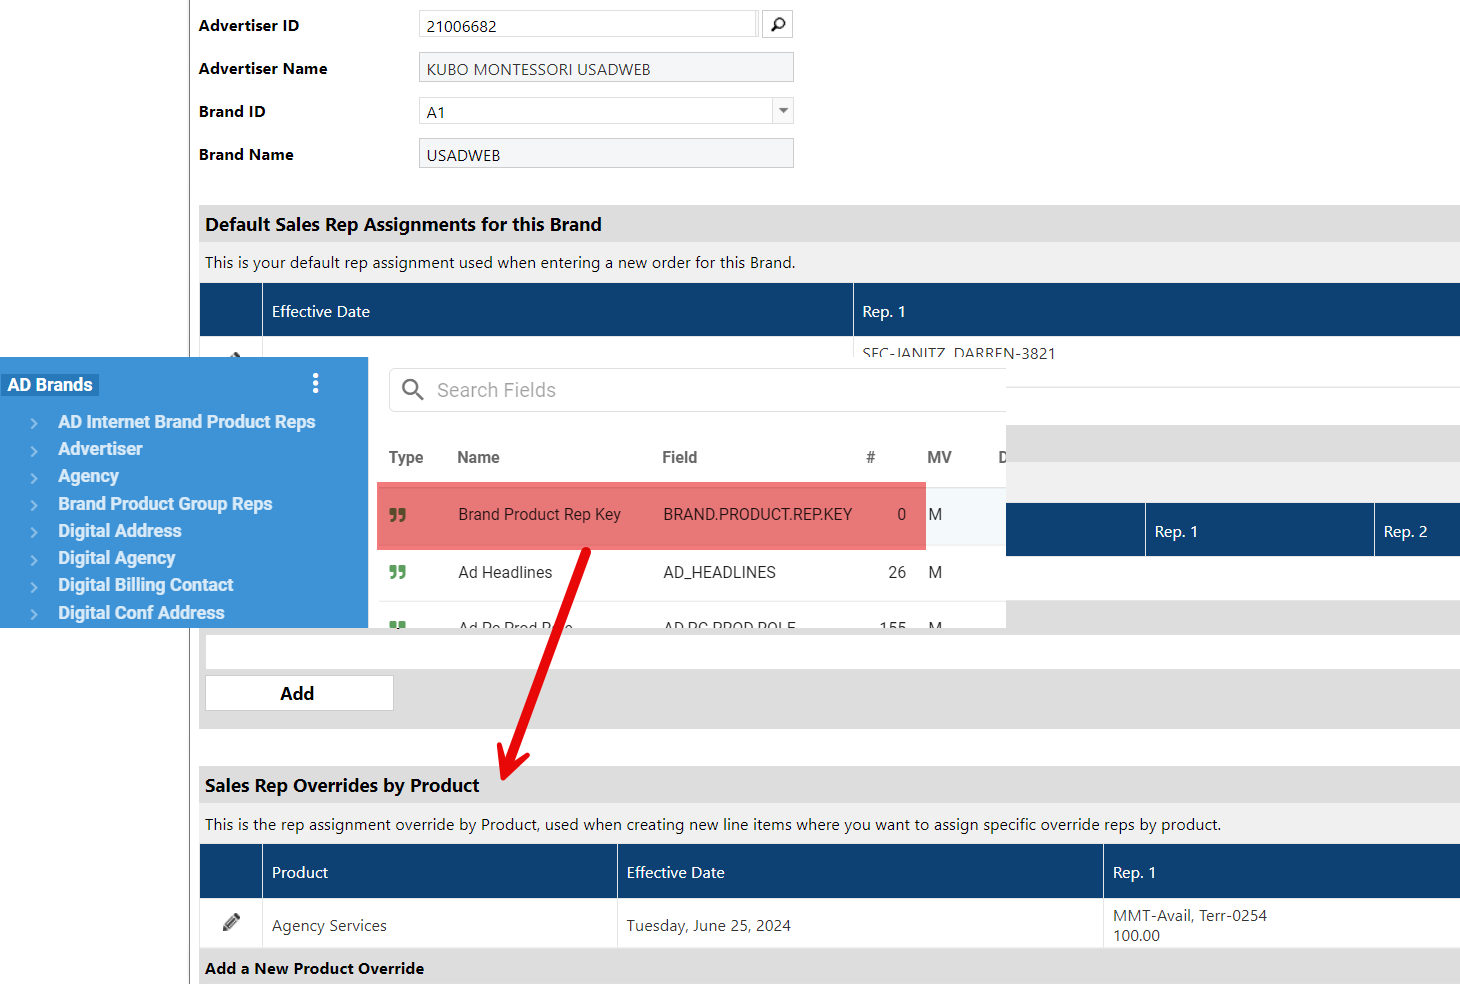 Advertiser ID 21006682
Advertiser Name KUBO MONTESSORI USADWEB
Brand ID A1
Brand Name USADWEB
Default Sales Rep Assignments for this Brand
This is your default rep assignment used when entering a new order for this Brand.
Effective Date Rep. 1
SFC-JANITZ, DARREN-3821
AD Brands
AD Internet Brand Product Reps
Advertiser
Agency
Brand Product Group Reps
Digital Address
Digital Agency
Digital Billing Contact
Digital Conf Address
Search Fields
Type Name Field # MV D
Brand Product Rep Key BRAND.PRODUCT.REP.KEY 0 M
Ad Headlines AD_HEADLINES 26 M
155 M
Rep. 1 Rep. 2
Add
Sales Rep Overrides by Product
This is the rep assignment override by Product, used when creating new line items where you want to assign specific override reps by product.
Product Effective Date Rep. 1
Agency Services Tuesday, June 25, 2024 MMT-Avail, Terr-0254
100.00
Add a New Product Override